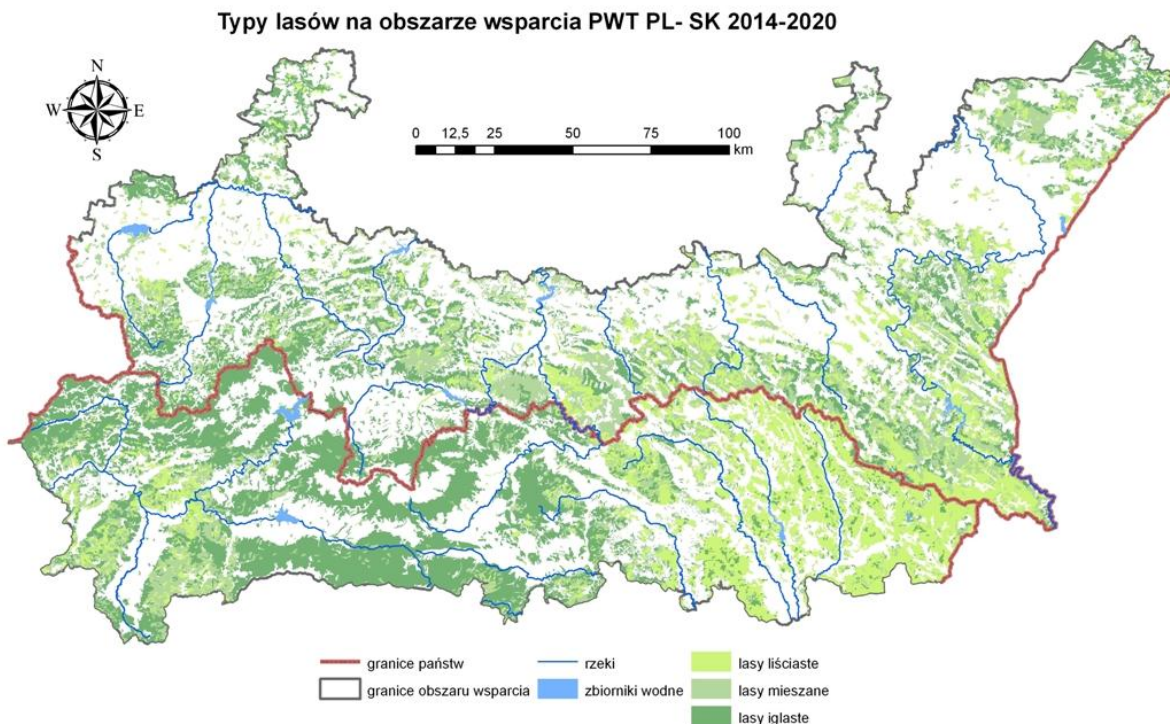 Typy lasów na obszarze wsparcia PWT PL- SK 2014-2020
N
W E
S
0 12,5 25 50 75 100
km
granice państw
rzeki
lasy liściaste
granice obszaru wsparcia
zbiorniki wodne
lasy mieszane
lasy iglaste